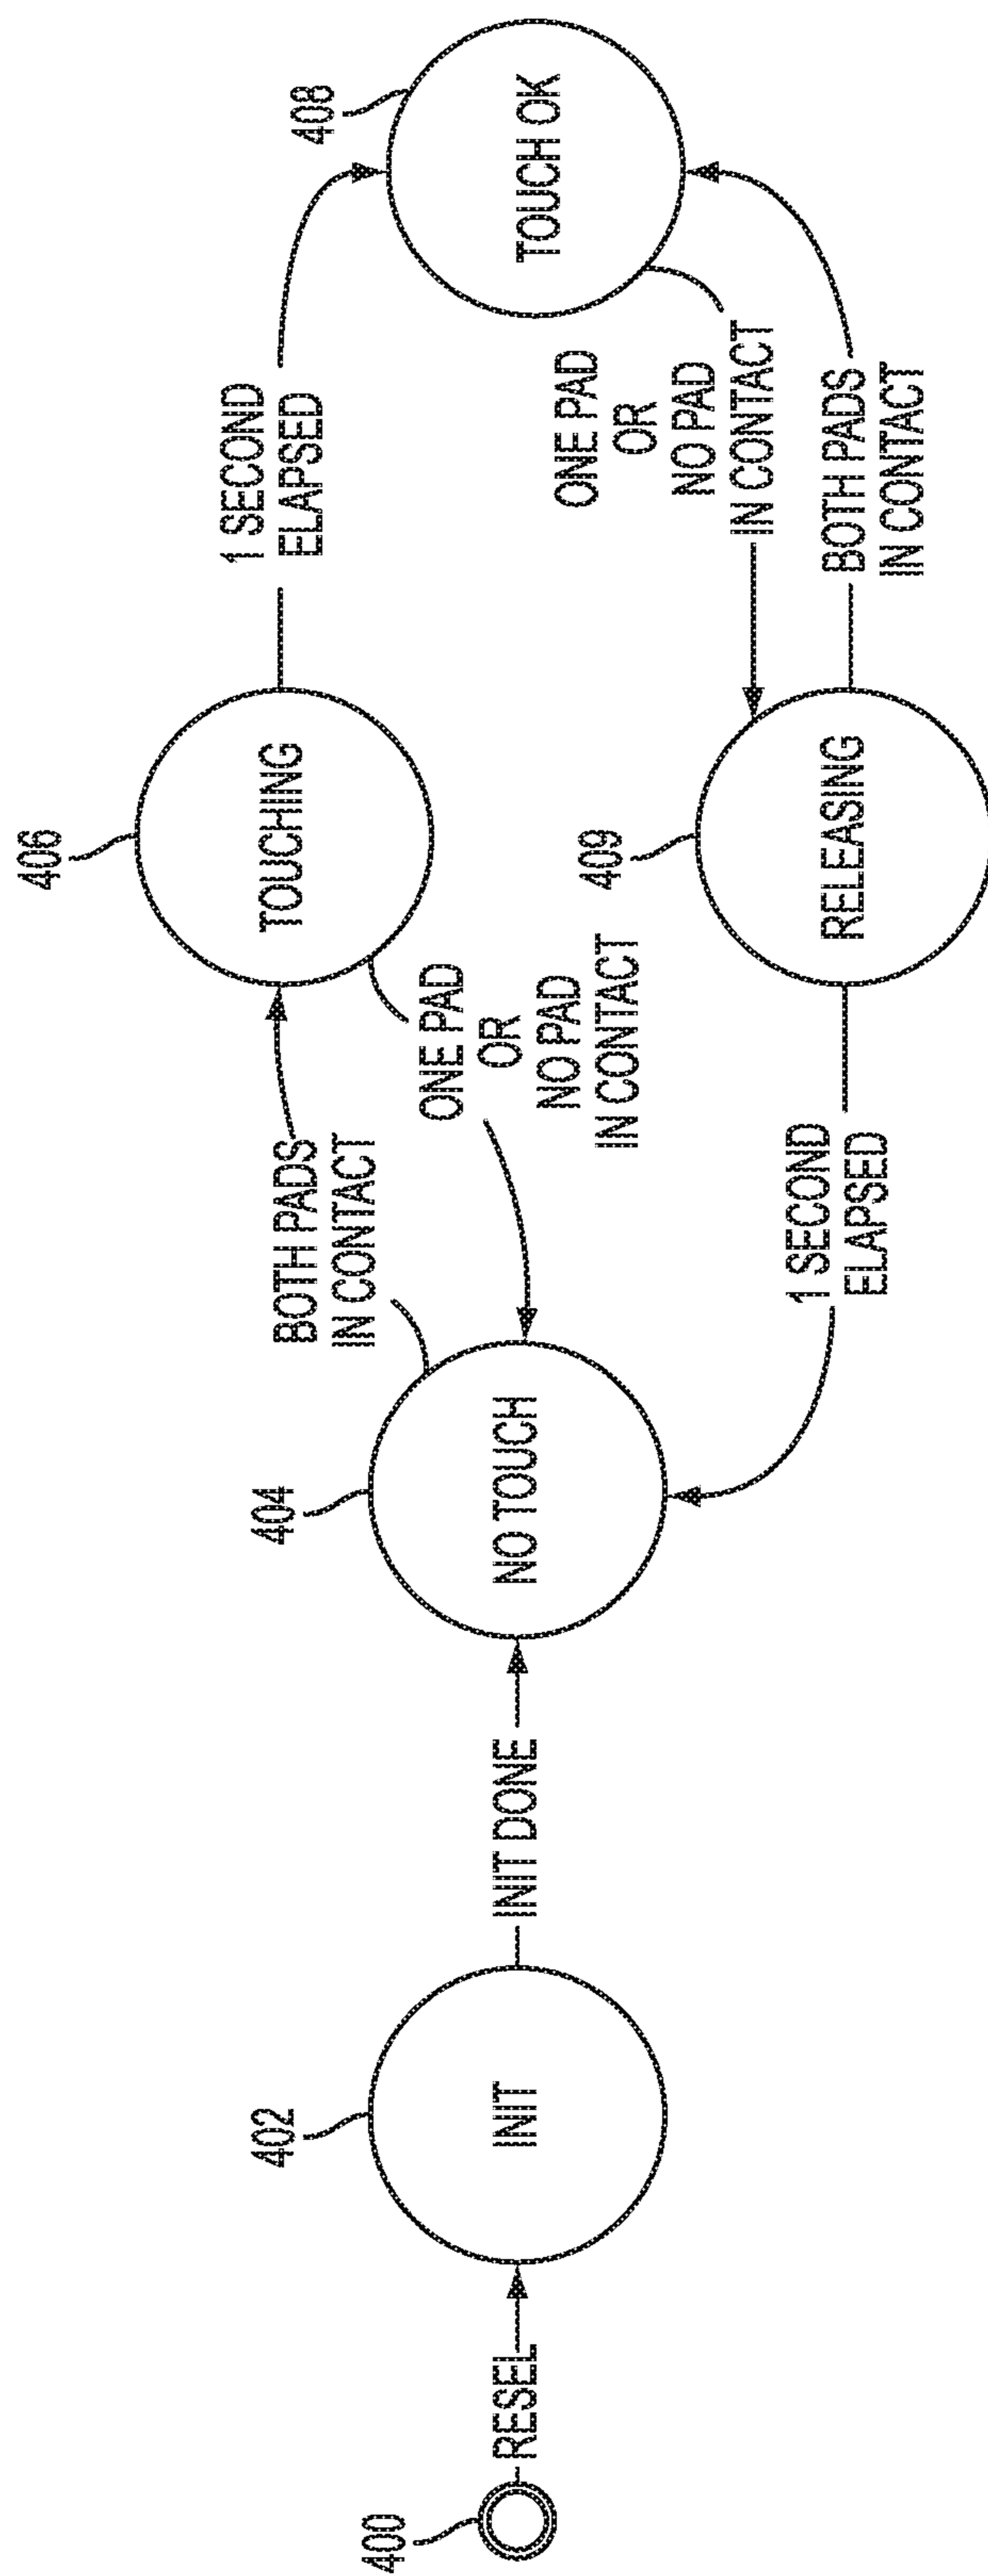 400
RESEL
402
INIT
INIT DONE
404
NO TOUCH
BOTH PADS
IN CONTACT
ONE PAD
OR
NO PAD
IN CONTACT
406
TOUCHING
1 SECOND
ELAPSED
408
TOUCH OK
ONE PAD
OR
NO PAD
IN CONTACT
409
RELEASING
BOTH PADS
IN CONTACT
1 SECOND
ELAPSED